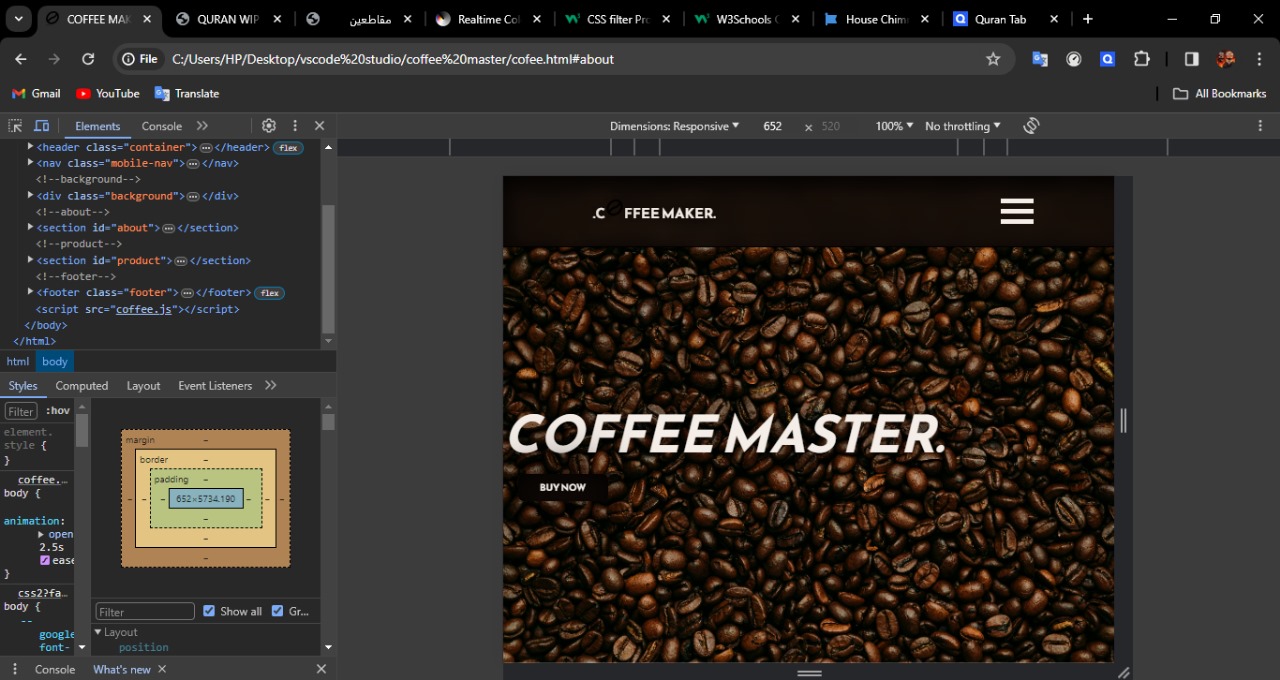 COFFEE MAK
QURAN WIP
مقاطعين
Realtime Col
CSS filter Pro
W3Schools C
House Chimn
Quran Tab
File
C:/Users/HP/Desktop/vscode%20studio/coffee%20master/cofee.html#about
Gmail
YouTube
Translate
All Bookmarks
Elements
Console
Dimensions: Responsive
652
×
520
100%
No throttling
<header class="container"> ⋯ </header> flex
<nav class="mobile-nav"> ⋯ </nav>
<!--background-->
<div class="background"> ⋯ </div>
<!--about-->
<section id="about"> ⋯ </section>
<!--product-->
<section id="product"> ⋯ </section>
<!--footer-->
<footer class="footer"> ⋯ </footer> flex
<script src="coffee.js"></script>
</body>
</html>
html body
Styles Computed Layout Event Listeners
Filter :hov
element.
style {
}
coffee.…
body {
animation:
open
2.5s
ease
}
css2?fa…
body {
--
google
font-
margin
–
border
–
padding
–
– – – 652×5734.190 – – –
–
–
–
Filter
Show all
Gr...
Layout
position
Console
What's new
.C FFEE MAKER.
COFFEE MASTER.
BUY NOW